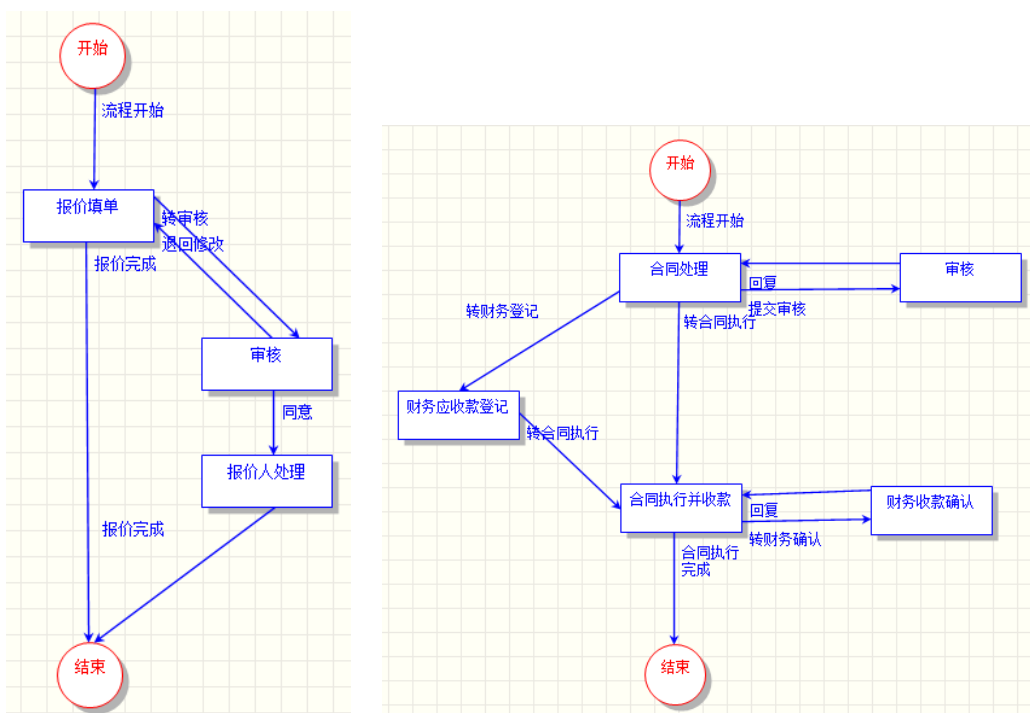 开始
流程开始
报价填单
转审核
退回修改
报价完成
审核
同意
报价人处理
报价完成
结束
开始
流程开始
合同处理
审核
回复
提交审核
转财务登记
转合同执行
财务应收款登记
转合同执行
合同执行并收款
财务收款确认
回复
转财务确认
合同执行
完成
结束